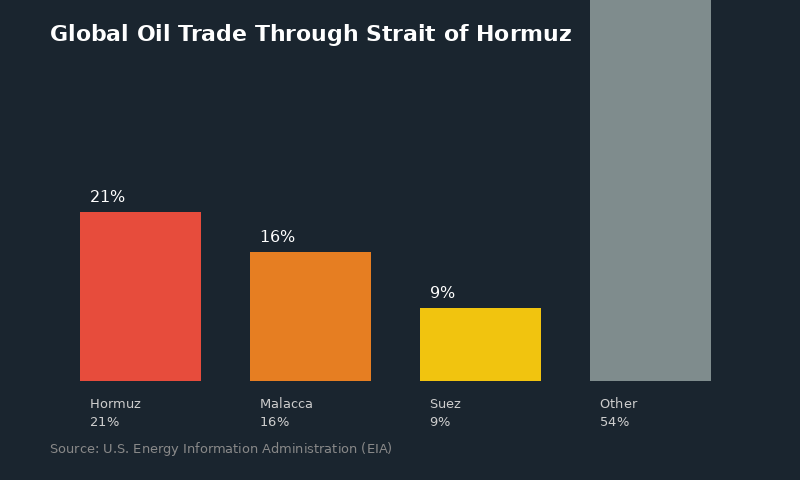 Global Oil Trade Through Strait of Hormuz
21%
16%
9%
Hormuz
21%
Malacca
16%
Suez
9%
Other
54%
Source: U.S. Energy Information Administration (EIA)